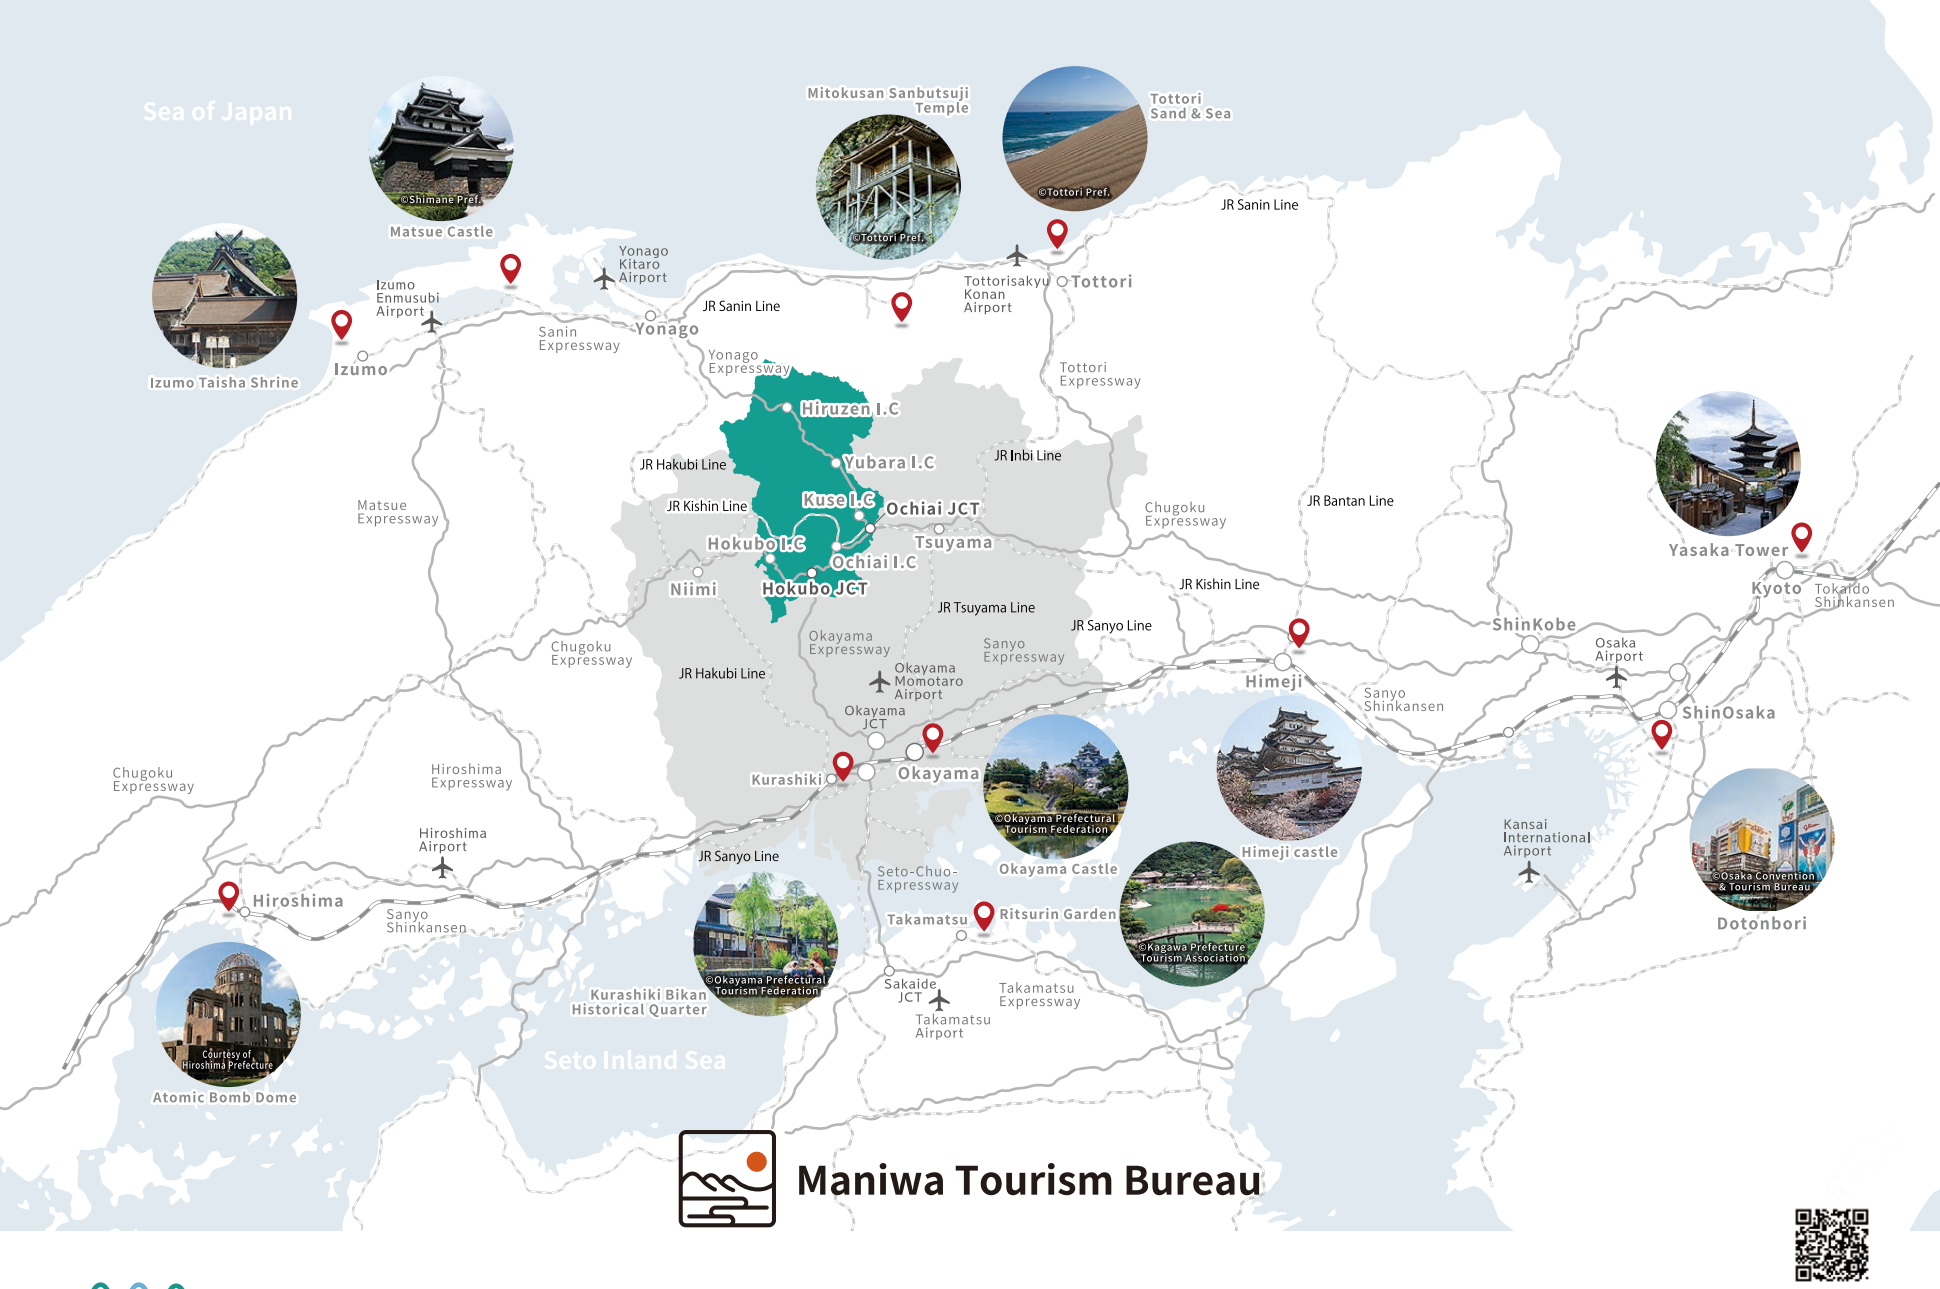 Sea of Japan
©Shimane Pref.
Matsue Castle
Mitokusan Sanbutsuji
Temple
©Tottori Pref.
©Tottori Pref.
Tottori
Sand & Sea
JR Sanin Line
Izumo Taisha Shrine
Izumo
Enmusubi
Airport
Yonago
Kitaro
Airport
JR Sanin Line
Tottorisakyu
Konan
Airport
Tottori
Sanin
Expressway
Yonago
Izumo
Yonago
Expressway
Tottori
Expressway
Hiruzen I.C
Yubara I.C
JR Hakubi Line
JR Inbi Line
Matsue
Expressway
JR Kishin Line
Kuse I.C
Ochiai JCT
Chugoku
Expressway
JR Bantan Line
Hokubo I.C
Tsuyama
Ochiai I.C
Niimi
Hokubo JCT
Yasaka Tower
Kyoto
Tokaido
Shinkansen
JR Kishin Line
JR Tsuyama Line
JR Sanyo Line
ShinKobe
Chugoku
Expressway
Okayama
Expressway
Sanyo
Expressway
Osaka
Airport
JR Hakubi Line
Okayama
Momotaro
Airport
Himeji
Sanyo
Shinkansen
Okayama
JCT
ShinOsaka
Chugoku
Expressway
Hiroshima
Expressway
Kurashiki
Okayama
©Okayama Prefectural
Tourism Federation
Okayama Castle
Himeji castle
Hiroshima
Airport
Kansai
International
Airport
©Osaka Convention
& Tourism Bureau
Dotonbori
JR Sanyo Line
Seto-Chuo-
Expressway
Hiroshima
Sanyo
Shinkansen
Takamatsu
Ritsurin Garden
©Kagawa Prefecture
Tourism Association
©Okayama Prefectural
Tourism Federation
Kurashiki Bikan
Historical Quarter
Sakaide
JCT
Takamatsu
Expressway
Takamatsu
Airport
Courtesy of
Hiroshima Prefecture
Atomic Bomb Dome
Seto Inland Sea
Maniwa Tourism Bureau